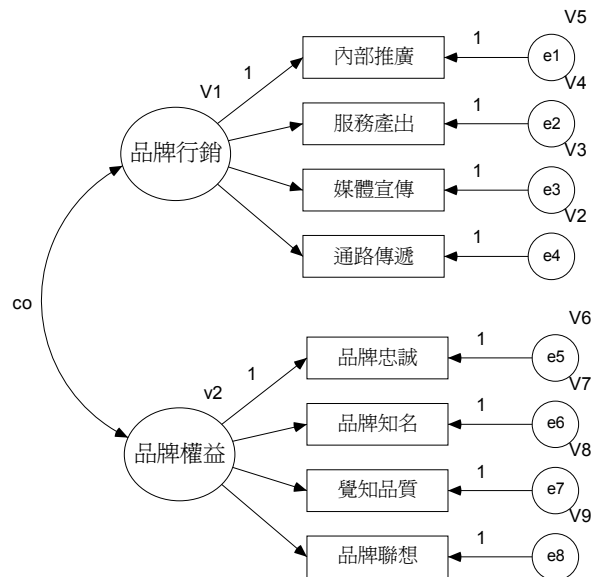 V5
1
內部推廣
1
e1
V4
V1
服務產出
1
e2
V3
品牌行銷
媒體宣傳
1
e3
V2
通路傳遞
1
e4
co
V6
1
品牌忠誠
1
e5
V7
v2
品牌知名
1
e6
V8
品牌權益
覺知品質
1
e7
V9
品牌聯想
1
e8